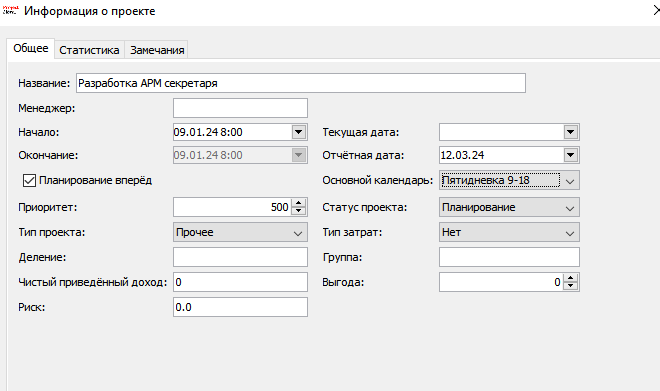 Информация о проекте
Общее Статистика Замечания
Название: Разработка АРМ секретаря
Менеджер:
Начало: 09.01.24 8:00 Текущая дата:
Окончание: 09.01.24 8:00 Отчётная дата: 12.03.24
Планирование вперёд Основной календарь: Пятидневка 9-18
Приоритет: 500 Статус проекта: Планирование
Тип проекта: Прочее Тип затрат: Нет
Деление: Группа:
Чистый приведённый доход: 0 Выгода: 0
Риск: 0.0